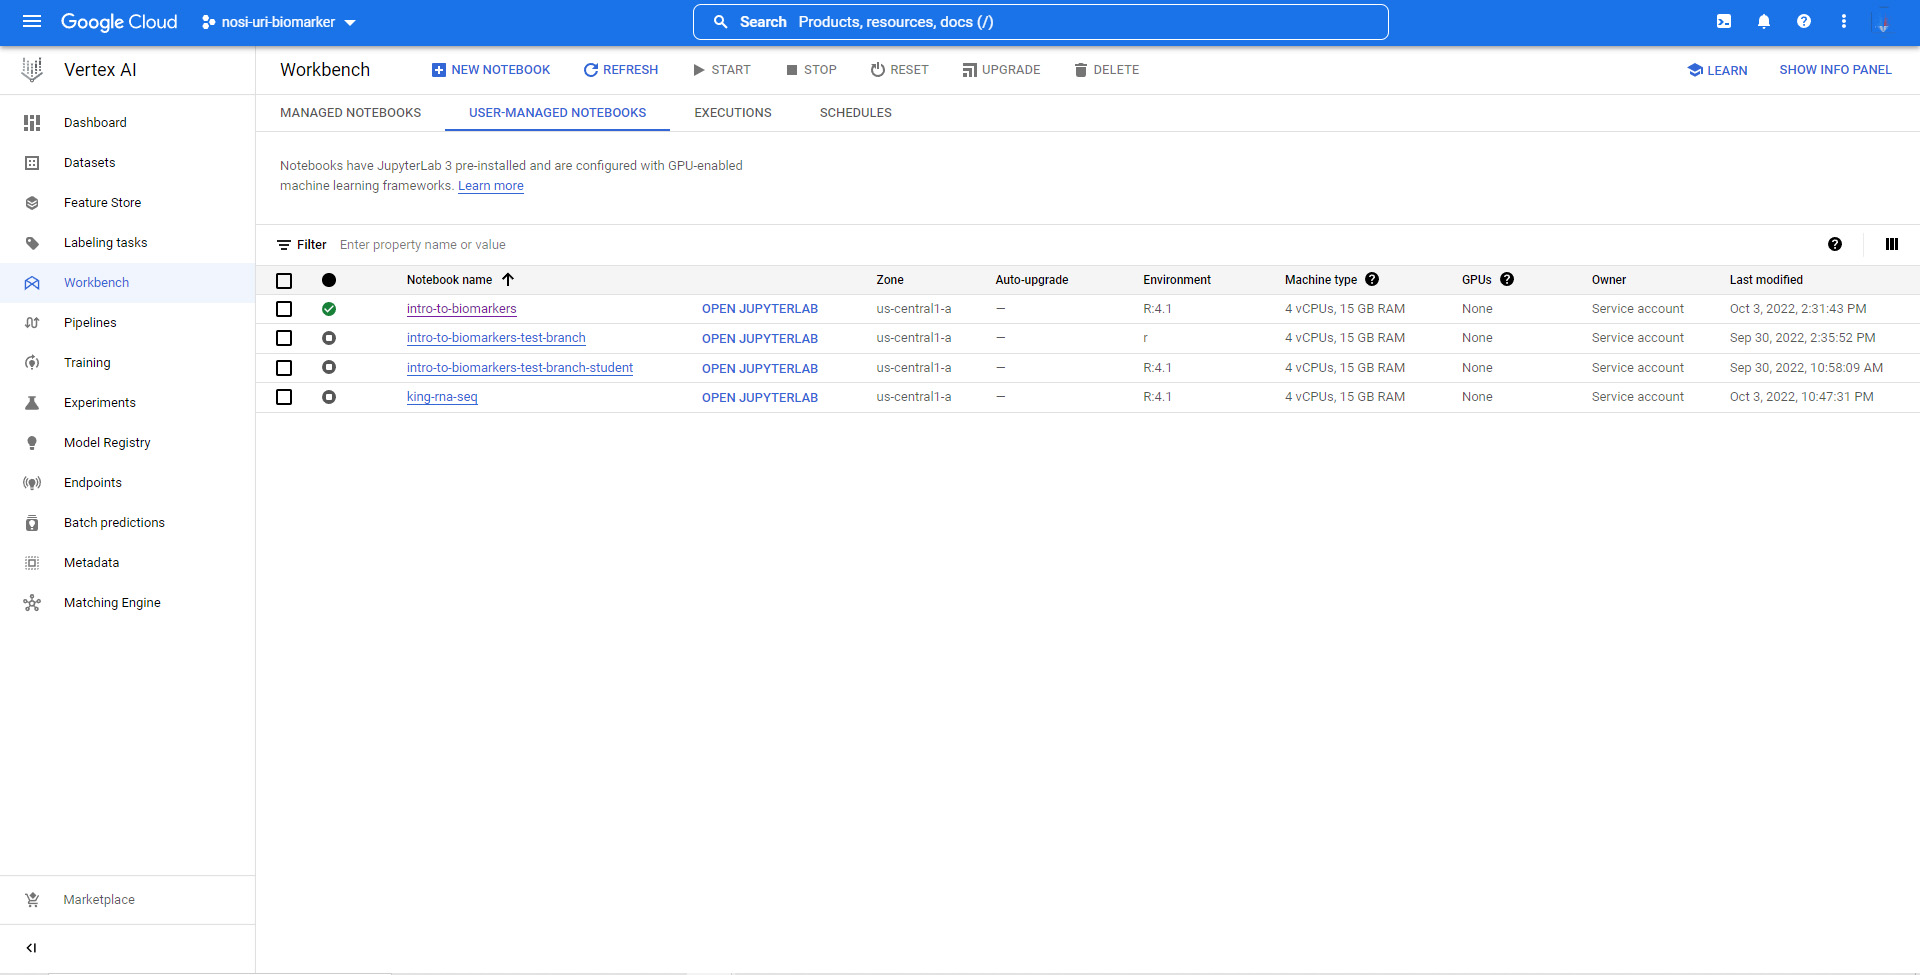 Google Cloud nosi-uri-biomarker Search Products, resources, docs (/)
Vertex AI
Workbench NEW NOTEBOOK REFRESH START STOP RESET UPGRADE DELETE LEARN SHOW INFO PANEL
MANAGED NOTEBOOKS USER-MANAGED NOTEBOOKS EXECUTIONS SCHEDULES
Dashboard
Datasets
Feature Store
Labeling tasks
Workbench
Pipelines
Training
Experiments
Model Registry
Endpoints
Batch predictions
Metadata
Matching Engine
Marketplace
Notebooks have JupyterLab 3 pre-installed and are configured with GPU-enabled
machine learning frameworks. Learn more
Filter Enter property name or value
Notebook name Zone Auto-upgrade Environment Machine type GPUs Owner Last modified
intro-to-biomarkers OPEN JUPYTERLAB us-central1-a — R:4.1 4 vCPUs, 15 GB RAM None Service account Oct 3, 2022, 2:31:43 PM
intro-to-biomarkers-test-branch OPEN JUPYTERLAB us-central1-a — r 4 vCPUs, 15 GB RAM None Service account Sep 30, 2022, 2:35:52 PM
intro-to-biomarkers-test-branch-student OPEN JUPYTERLAB us-central1-a — R:4.1 4 vCPUs, 15 GB RAM None Service account Sep 30, 2022, 10:58:09 AM
king-rna-seq OPEN JUPYTERLAB us-central1-a — R:4.1 4 vCPUs, 15 GB RAM None Service account Oct 3, 2022, 10:47:31 PM